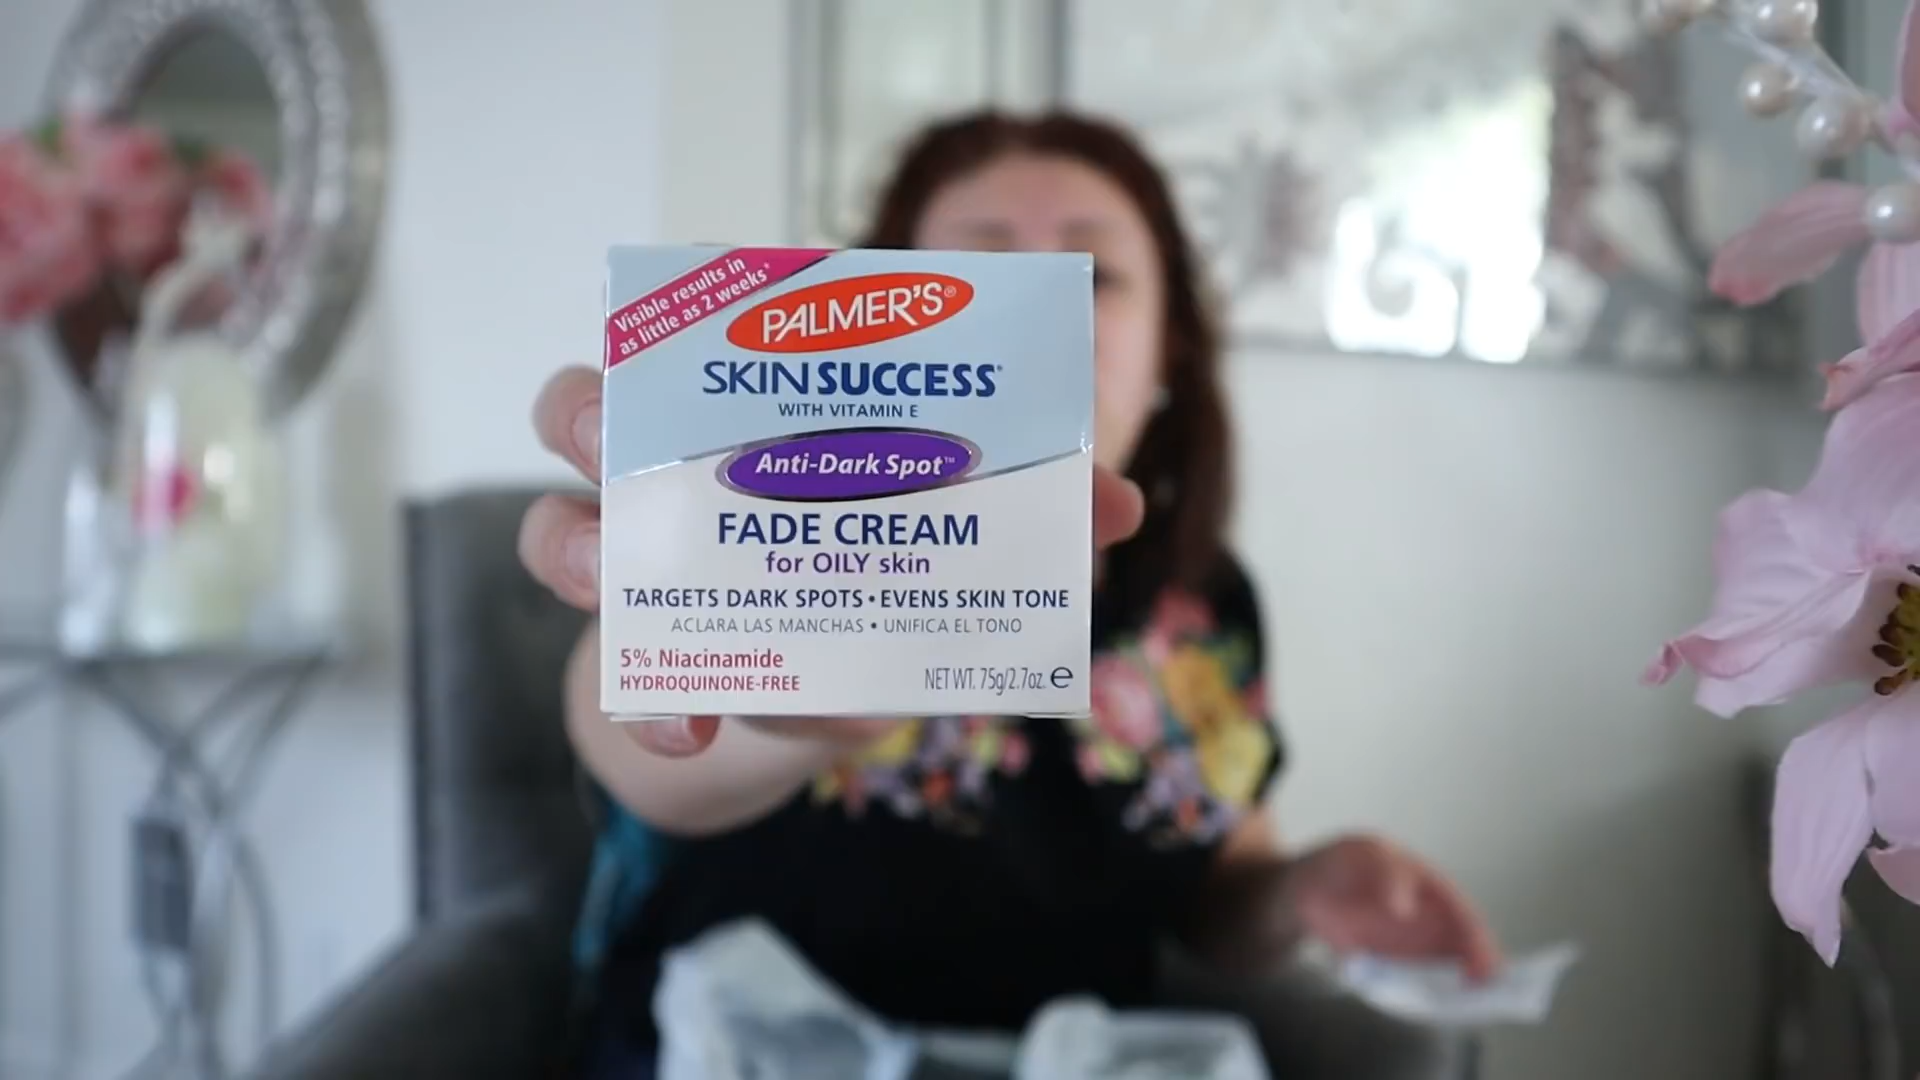 Visible results in
as little as 2 weeks*
PALMER'S®
SKIN SUCCESS®
WITH VITAMIN E
Anti-Dark Spot™
FADE CREAM
for OILY skin
TARGETS DARK SPOTS • EVENS SKIN TONE
ACLARA LAS MANCHAS • UNIFICA EL TONO
5% Niacinamide
HYDROQUINONE-FREE
NET WT. 75g/2.7oz. ℮